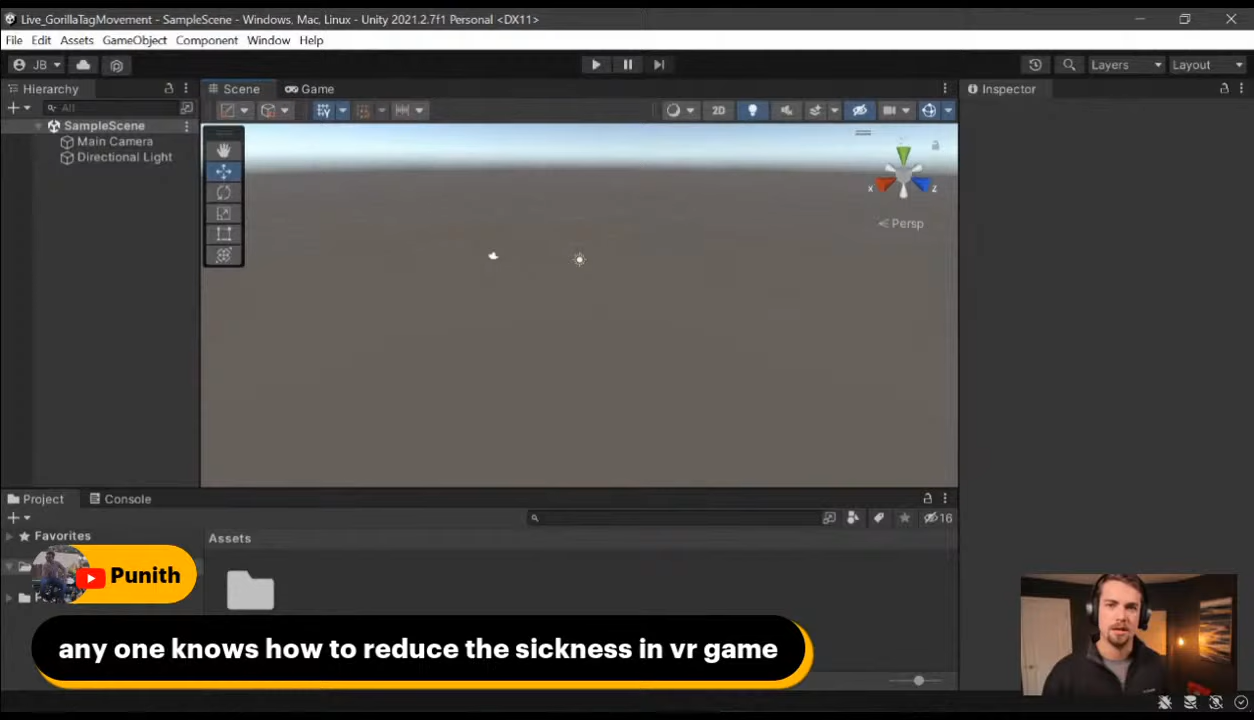 Live_GorillaTagMovement - SampleScene - Windows, Mac, Linux - Unity 2021.2.7f1 Personal <DX11>
File Edit Assets GameObject Component Window Help
JB Layers Layout
Hierarchy Scene Game Inspector
All 2D
SampleScene
Main Camera
Directional Light
x z
Persp
Project Console
16
Favorites Assets
Punith
any one knows how to reduce the sickness in vr game